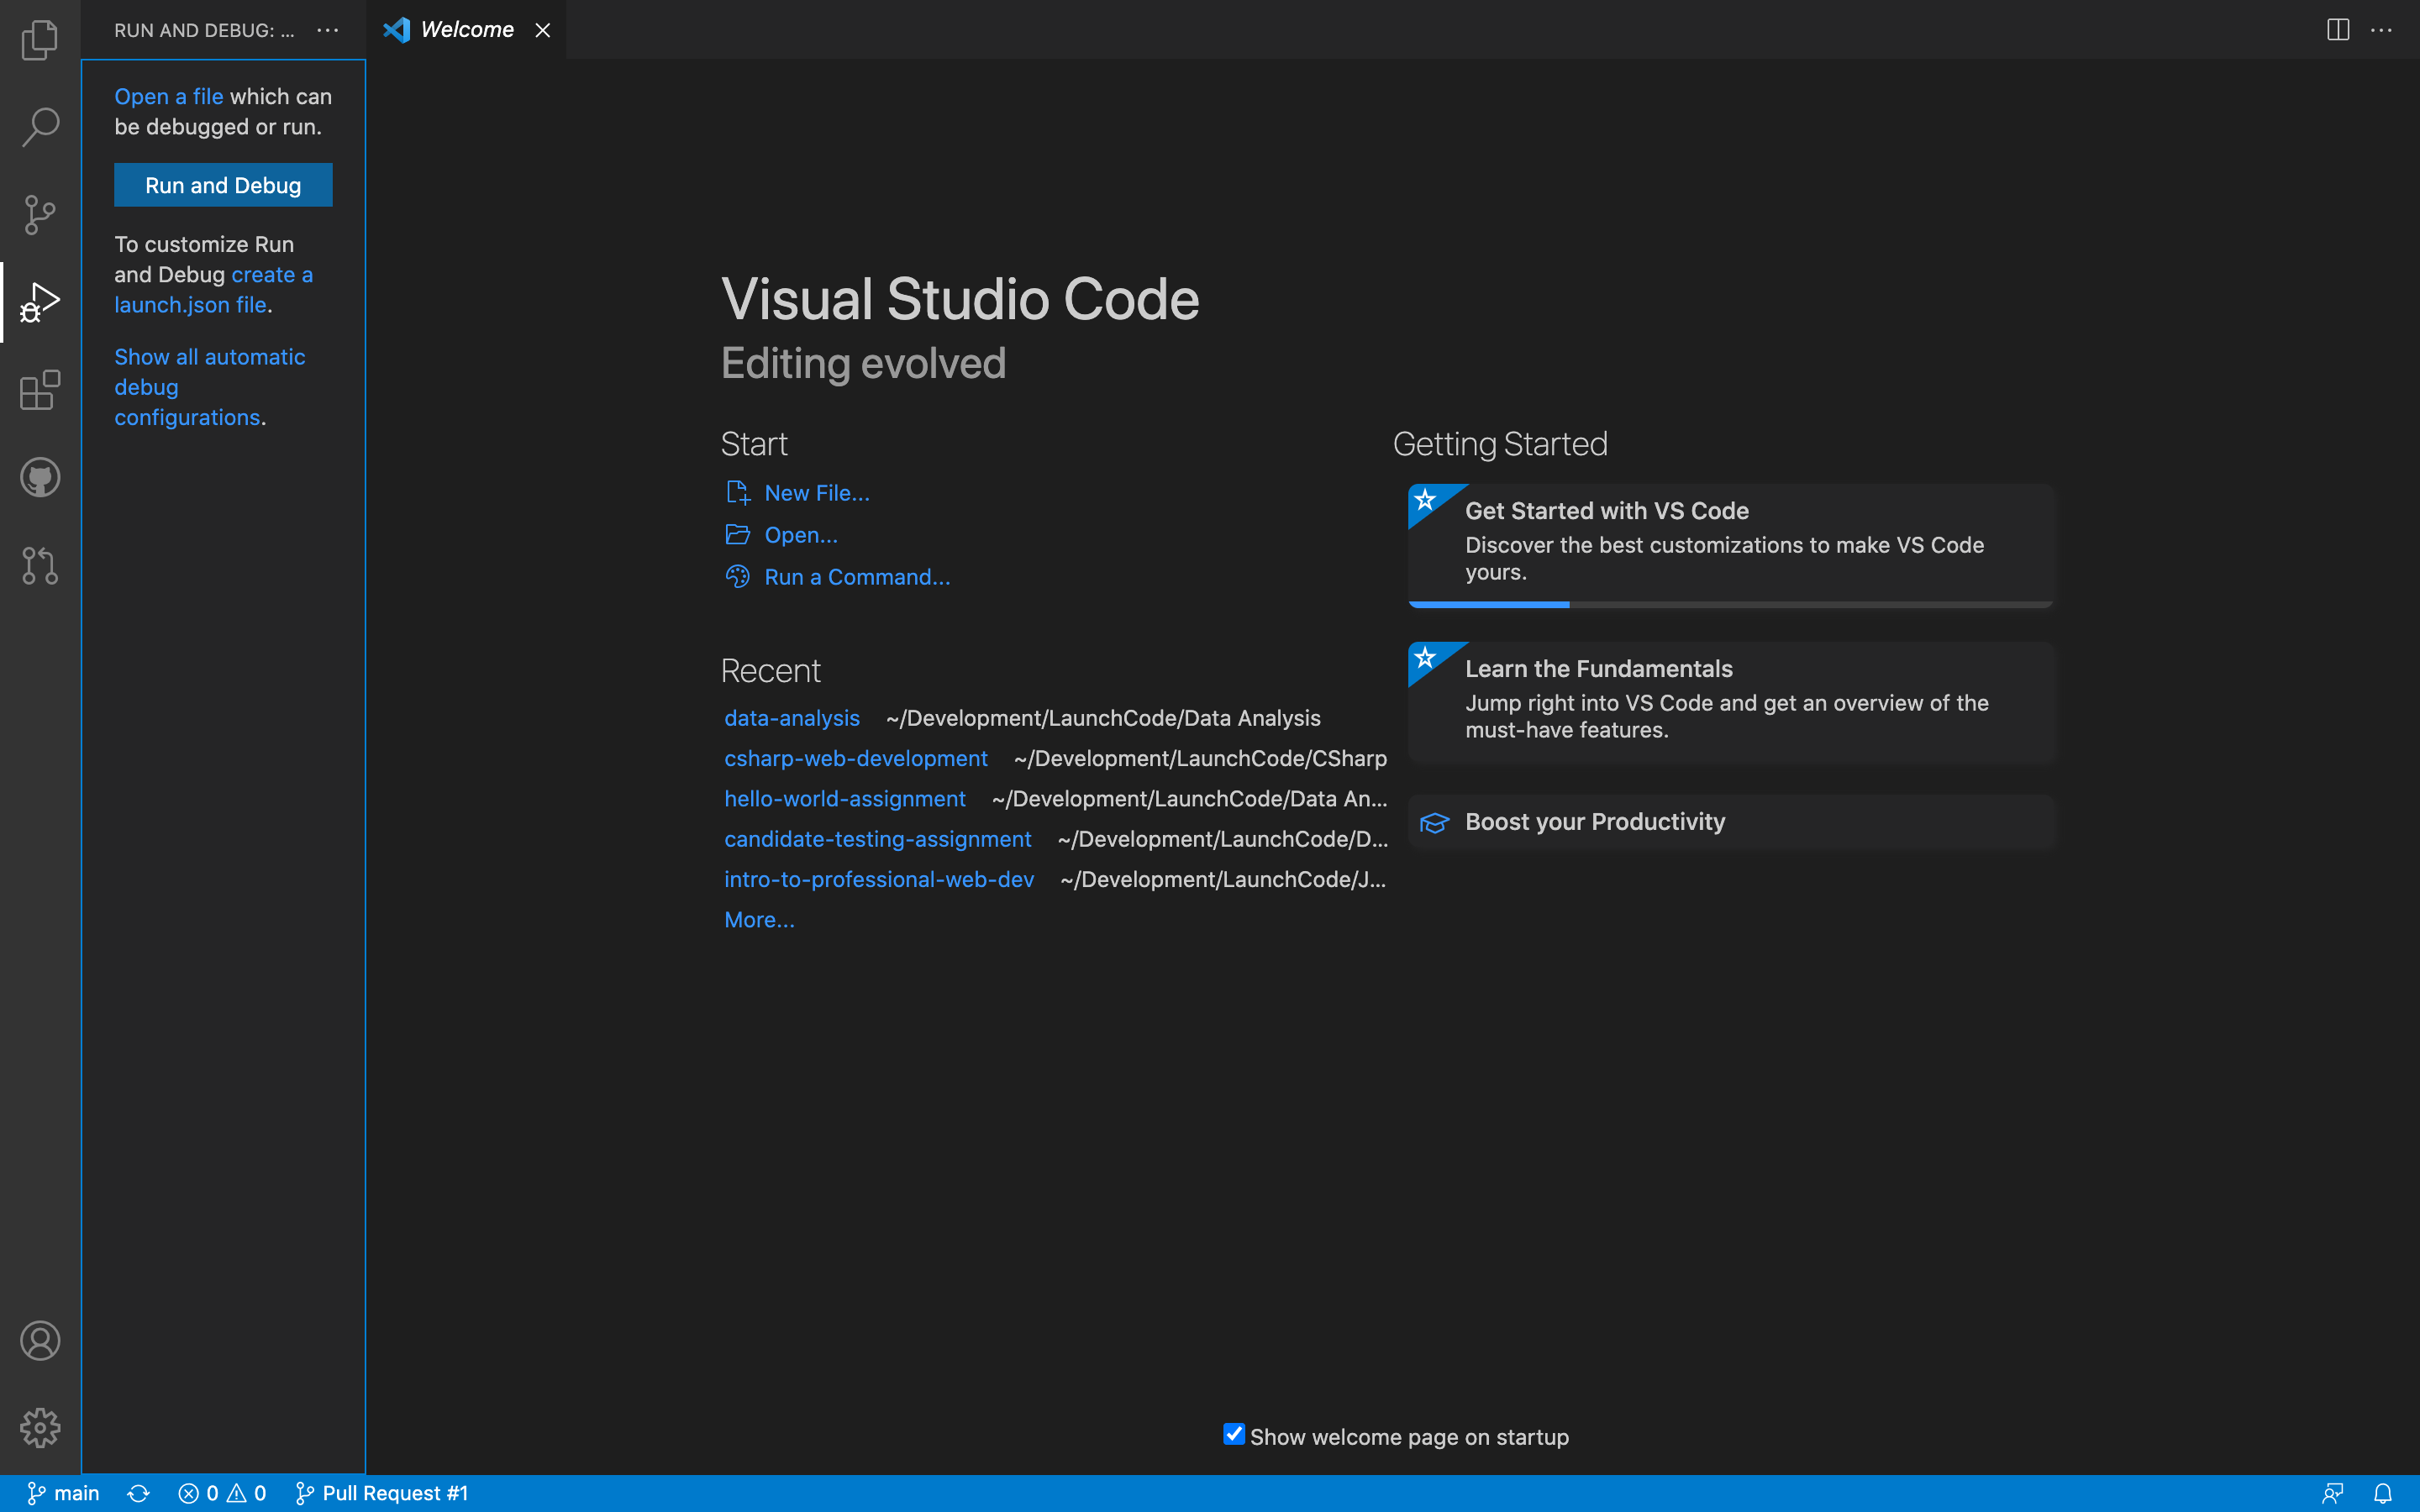 RUN AND DEBUG: ...
Welcome
Open a file which can
be debugged or run.
Run and Debug
To customize Run
and Debug create a
launch.json file.
Show all automatic
debug
configurations.
Visual Studio Code
Editing evolved
Start
New File...
Open...
Run a Command...
Recent
data-analysis ~/Development/LaunchCode/Data Analysis
csharp-web-development ~/Development/LaunchCode/CSharp
hello-world-assignment ~/Development/LaunchCode/Data An...
candidate-testing-assignment ~/Development/LaunchCode/D...
intro-to-professional-web-dev ~/Development/LaunchCode/J...
More...
Getting Started
Get Started with VS Code
Discover the best customizations to make VS Code
yours.
Learn the Fundamentals
Jump right into VS Code and get an overview of the
must-have features.
Boost your Productivity
Show welcome page on startup
main 0 0 Pull Request #1